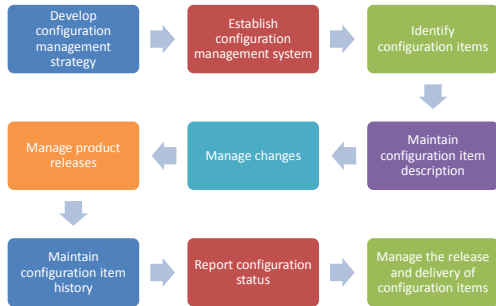 Develop
configuration
management
strategy
Establish
configuration
management system
Identify
configuration items
Maintain
configuration item
description
Manage changes
Manage product
releases
Maintain
configuration item
history
Report configuration
status
Manage the release
and delivery of
configuration items